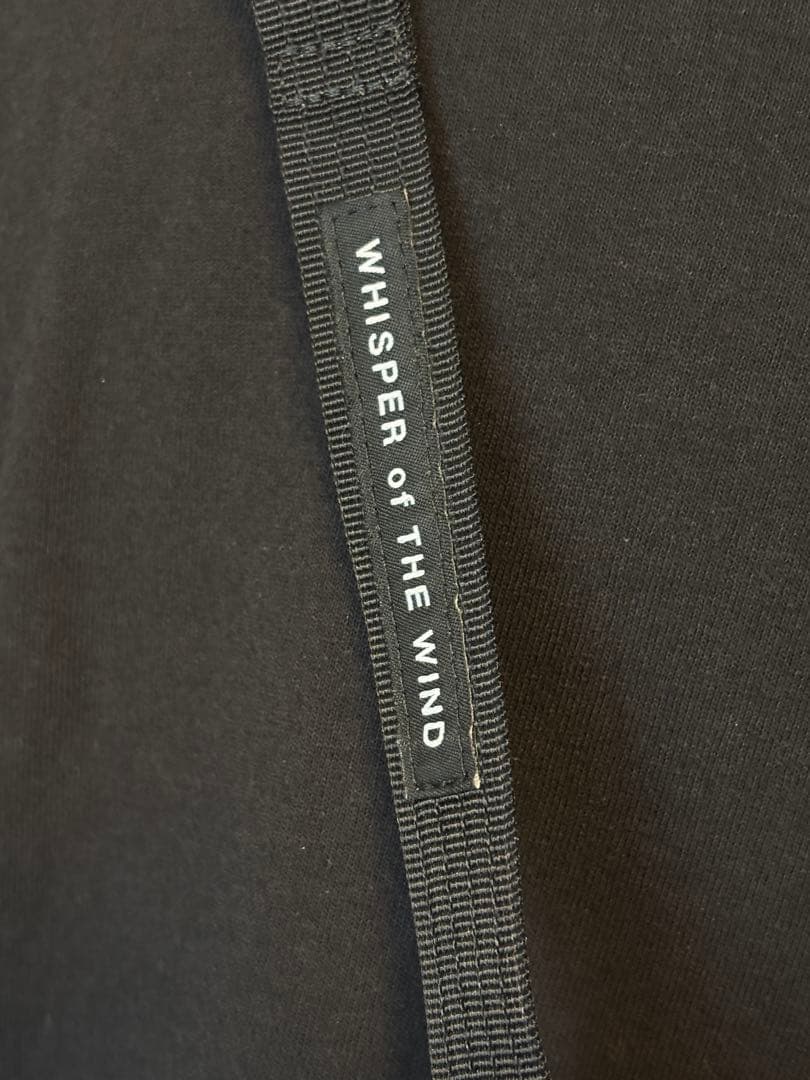 WHISPER of THE WIND